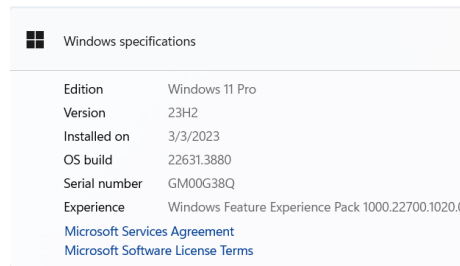 Windows specifications
Edition Windows 11 Pro
Version 23H2
Installed on 3/3/2023
OS build 22631.3880
Serial number GM00G38Q
Experience Windows Feature Experience Pack 1000.22700.1020.
Microsoft Services Agreement
Microsoft Software License Terms